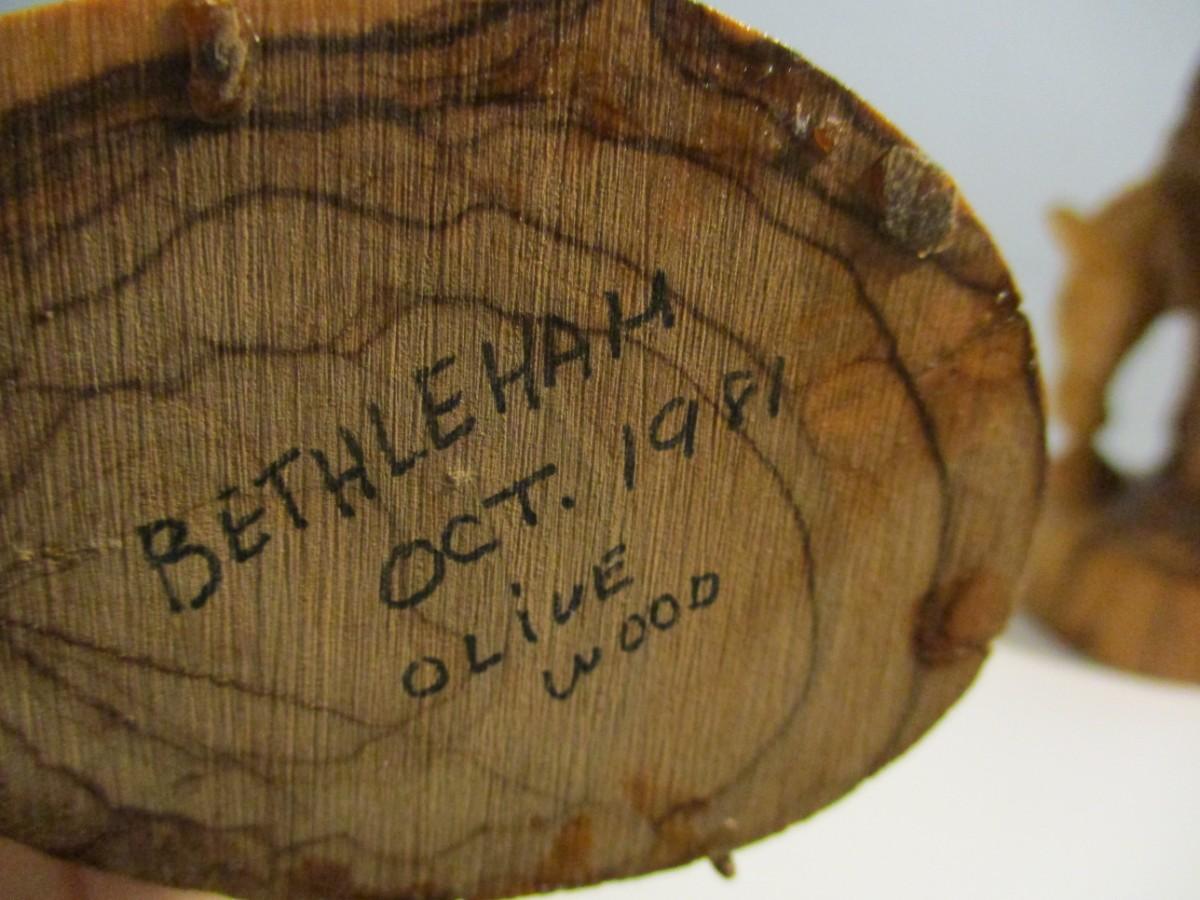 BETHLEHAM
OCT. 1981
OLiVE
WOOD